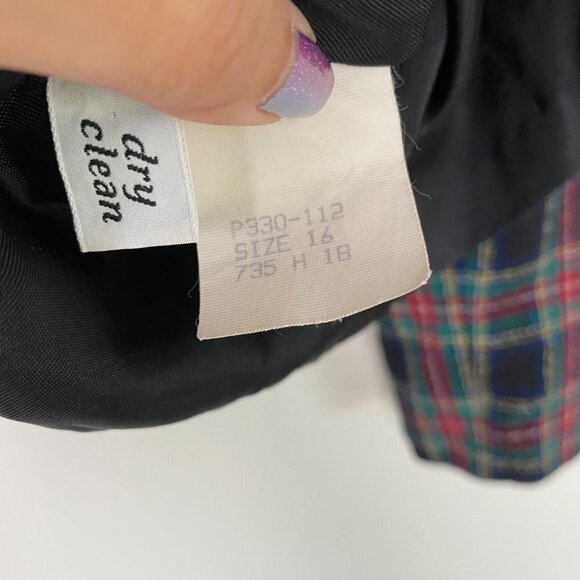 dry
clean
P330-112
SIZE 16
735 H 18